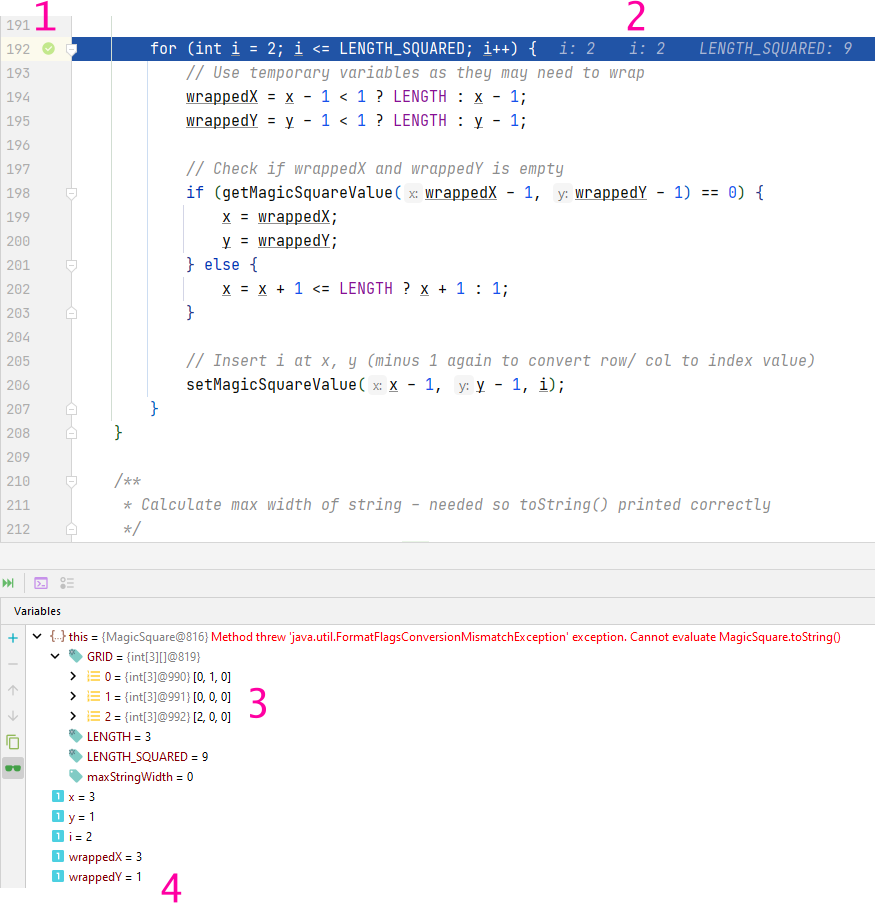 191 1 2
192 for (int i = 2; i <= LENGTH_SQUARED; i++) { i: 2 i: 2 LENGTH_SQUARED: 9
193 // Use temporary variables as they may need to wrap
194 wrappedX = x - 1 < 1 ? LENGTH : x - 1;
195 wrappedY = y - 1 < 1 ? LENGTH : y - 1;
196
197 // Check if wrappedX and wrappedY is empty
198 if (getMagicSquareValue( x: wrappedX - 1, y: wrappedY - 1) == 0) {
199 x = wrappedX;
200 y = wrappedY;
201 } else {
202 x = x + 1 <= LENGTH ? x + 1 : 1;
203 }
204
205 // Insert i at x, y (minus 1 again to convert row/ col to index value)
206 setMagicSquareValue( x: x - 1, y: y - 1, i);
207 }
208 }
209
210 /**
211 * Calculate max width of string – needed so toString() printed correctly
212 */
Variables
{..} this = {MagicSquare@816} Method threw 'java.util.FormatFlagsConversionMismatchException' exception. Cannot evaluate MagicSquare.toString()
GRID = {int[3][]@819}
0 = {int[3]@990} [0, 1, 0]
1 = {int[3]@991} [0, 0, 0] 3
2 = {int[3]@992} [2, 0, 0]
LENGTH = 3
LENGTH_SQUARED = 9
maxStringWidth = 0
1 x = 3
1 y = 1
1 i = 2
1 wrappedX = 3
1 wrappedY = 1 4